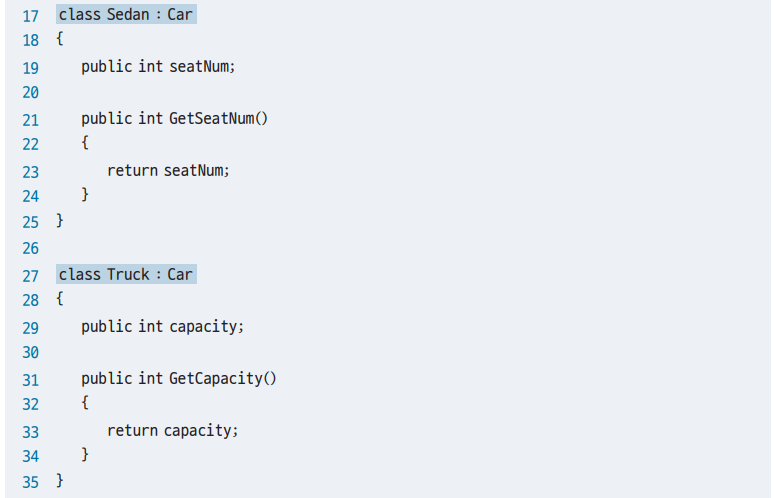 17 class Sedan : Car
18 {
19 public int seatNum;
20
21 public int GetSeatNum()
22 {
23 return seatNum;
24 }
25 }
26
27 class Truck : Car
28 {
29 public int capacity;
30
31 public int GetCapacity()
32 {
33 return capacity;
34 }
35 }